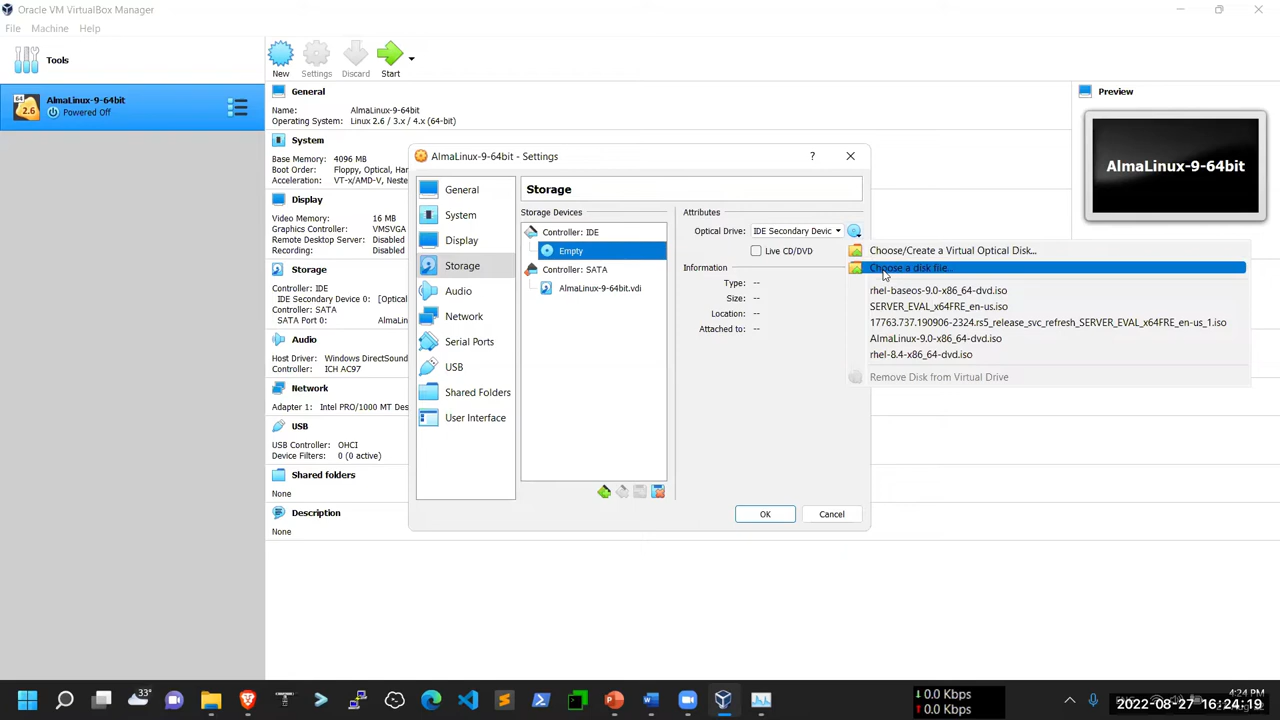 Oracle VM VirtualBox Manager
File Machine Help
Tools
New Settings Discard Start
64
2.6
AlmaLinux-9-64bit
Powered Off
General
Name: AlmaLinux-9-64bit
Operating System: Linux 2.6 / 3.x / 4.x (64-bit)
System
Base Memory: 4096 MB
Boot Order: Floppy, Optical, Har
Acceleration: VT-x/AMD-V, Neste
Display
Video Memory: 16 MB
Graphics Controller: VMSVGA
Remote Desktop Server: Disabled
Recording: Disabled
Storage
Controller: IDE
IDE Secondary Device 0: [
Controller: SATA
SATA Port 0: AlmaLin
Audio
Host Driver: Windows DirectSound
Controller: ICH AC97
Network
Adapter 1: Intel PRO/1000 MT Des
USB
USB Controller: OHCI
Device Filters: 0 (0 active)
Shared folders
None
Description
None
Preview
AlmaLinux-9-64bit
AlmaLinux-9-64bit - Settings
?
General
System
Display
Storage
Audio
Network
Serial Ports
USB
Shared Folders
User Interface
Storage
Storage Devices
Controller: IDE
Empty
Controller: SATA
AlmaLinux-9-64bit.vdi
Attributes
Optical Drive: IDE Secondary Devic
Live CD/DVD
Information
Type: --
Size: --
Location: --
Attached to: --
OK Cancel
Choose/Create a Virtual Optical Disk...
Choose a disk file...
rhel-baseos-9.0-x86_64-dvd.iso
SERVER_EVAL_x64FRE_en-us.iso
17763.737.190906-2324.rs5_release_svc_refresh_SERVER_EVAL_x64FRE_en-us_1.iso
AlmaLinux-9.0-x86_64-dvd.iso
rhel-8.4-x86_64-dvd.iso
Remove Disk from Virtual Drive
33°
↓ 0.0 Kbps
↑ 0.0 Kbps
4:24 PM
2022-08-27 16:24:19